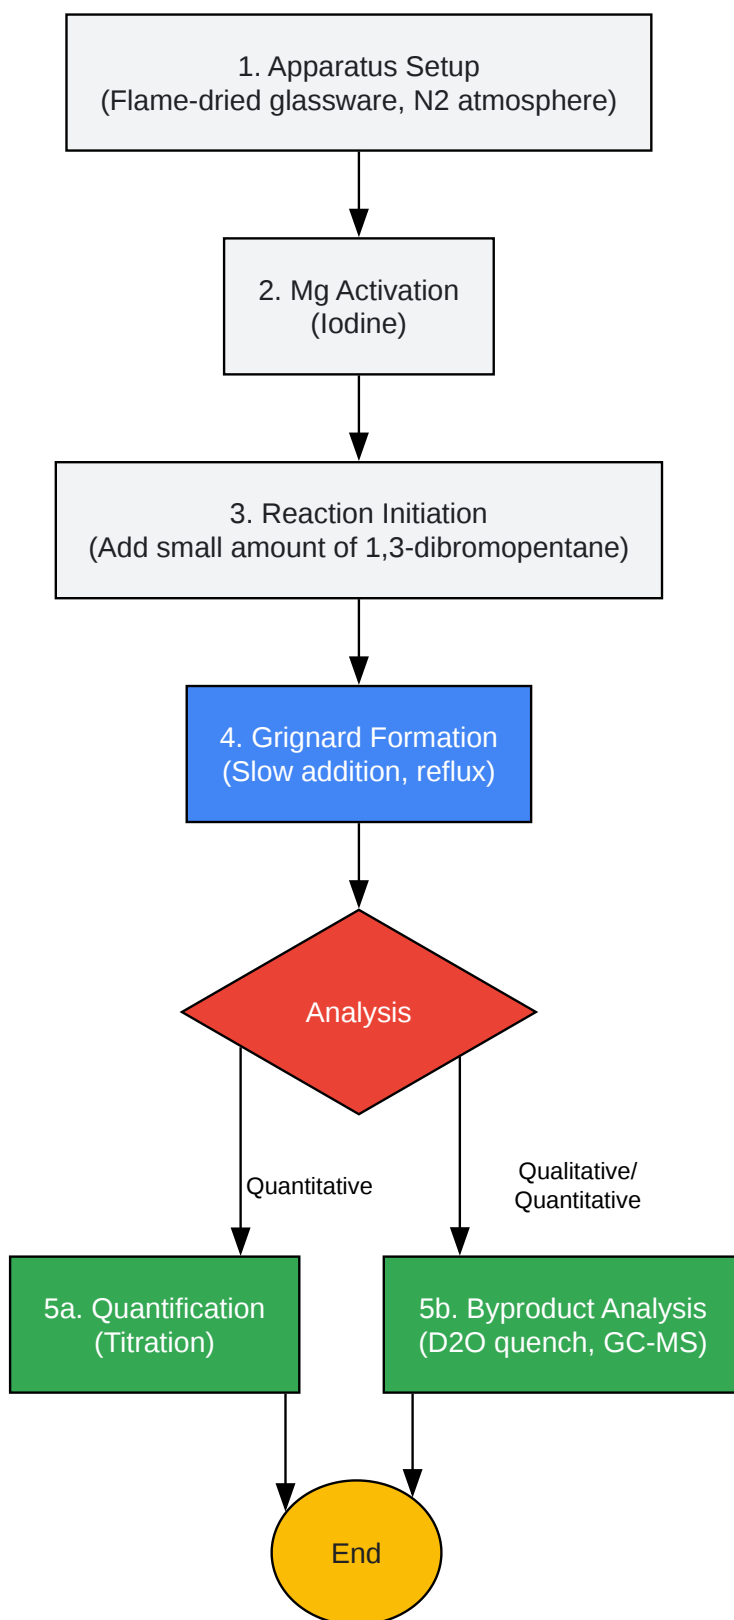 1. Apparatus Setup
(Flame-dried glassware, N2 atmosphere)
2. Mg Activation
(Iodine)
3. Reaction Initiation
(Add small amount of 1,3-dibromopentane)
4. Grignard Formation
(Slow addition, reflux)
Analysis
Quantitative
Qualitative/
Quantitative
5a. Quantification
(Titration)
5b. Byproduct Analysis
(D2O quench, GC-MS)
End